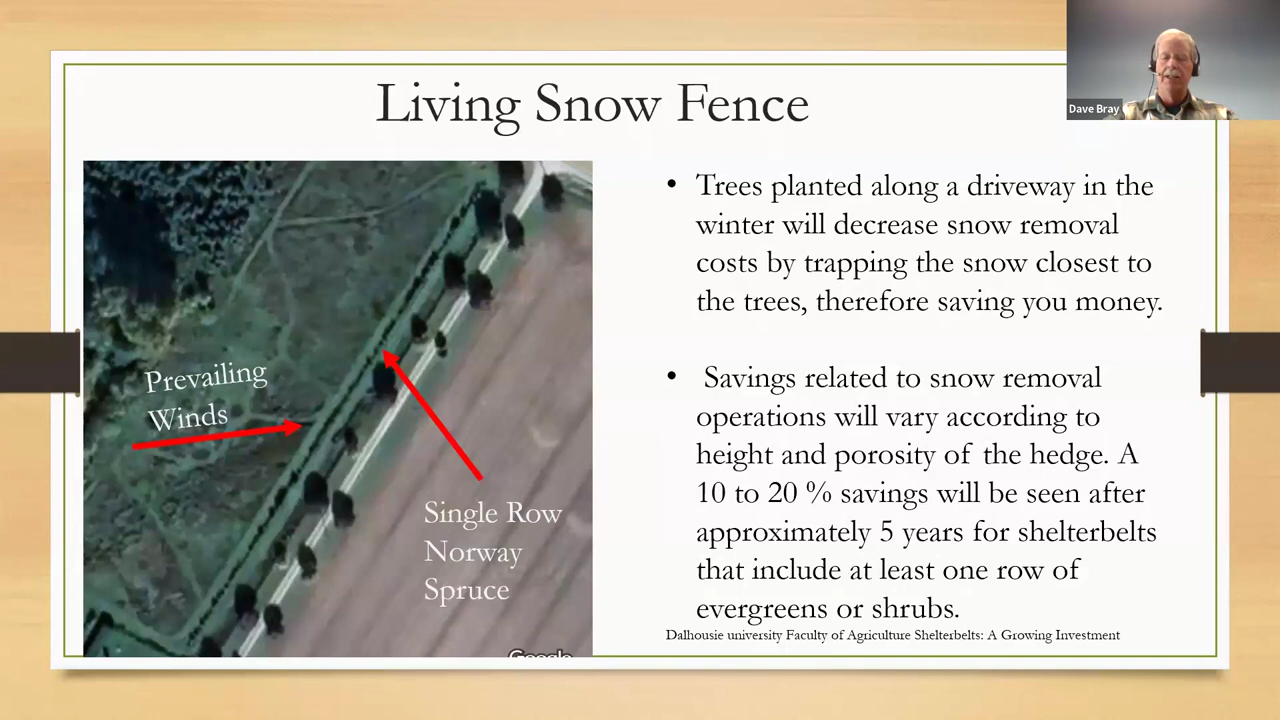 Living Snow Fence
Dave Bray
Prevailing
Winds
Single Row
Norway
Spruce
Google
• Trees planted along a driveway in the
winter will decrease snow removal
costs by trapping the snow closest to
the trees, therefore saving you money.
• Savings related to snow removal
operations will vary according to
height and porosity of the hedge. A
10 to 20 % savings will be seen after
approximately 5 years for shelterbelts
that include at least one row of
evergreens or shrubs.
Dalhousie university Faculty of Agriculture Shelterbelts: A Growing Investment